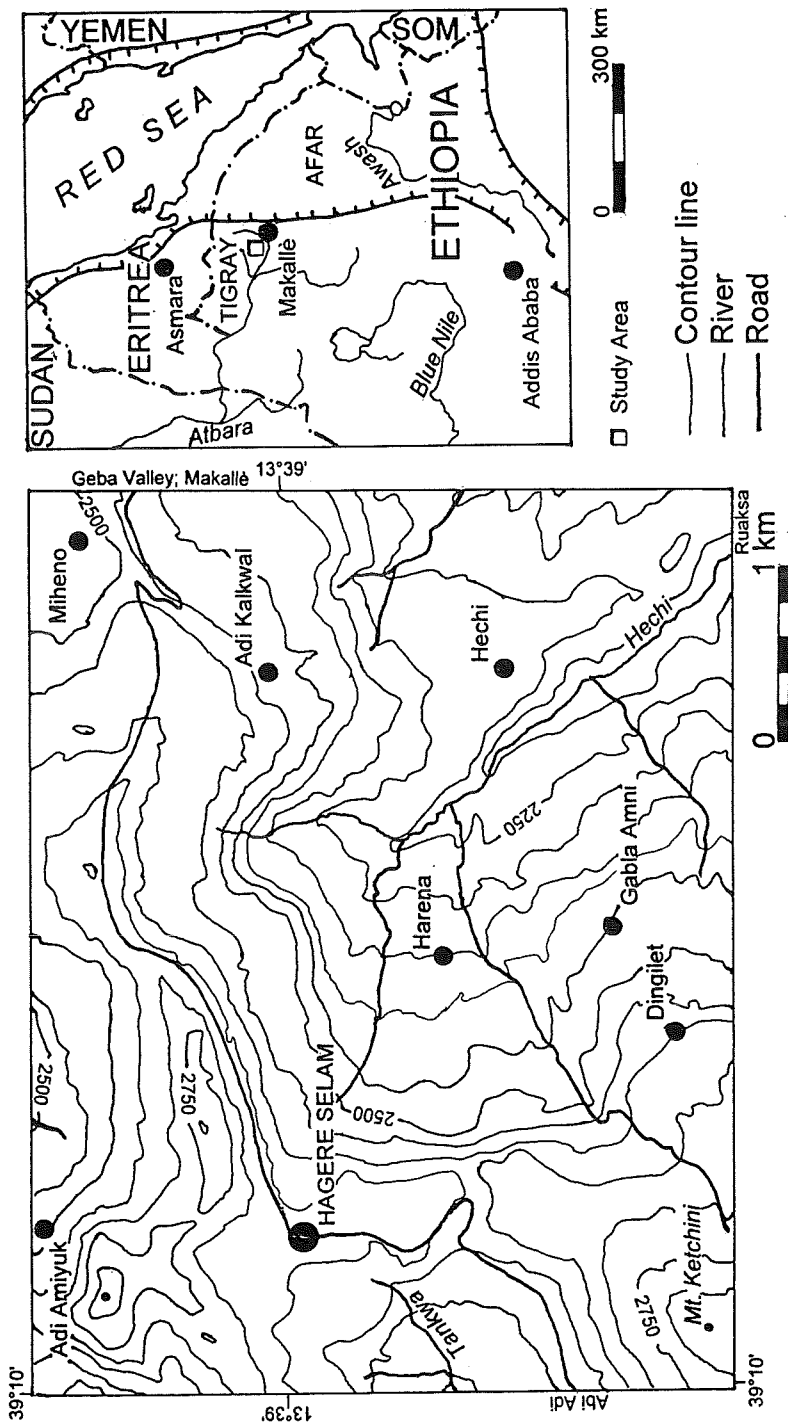 YEMEN
RED SEA
SOM
SUDAN
ERITREA
Asmara
AFAR
Awash
TIGRAY
Makallè
ETHIOPIA
Atbara
Blue Nile
Addis Ababa
0 300 km
Study Area
Contour line
River
Road
39°10'
Geba Valley; Makallè
13°39'
2500
Miheno
Adi Kalkwal
Hechi
Hechi
Ruaksa
2500
2750
Adi Amiyuk
HAGERE SELAM
Harena
2250
Gabla Amni
Dingilet
2500
Tankwa
2750
Mt. Ketchini
13°39'
39°10'
Abi Adi
0 1 km